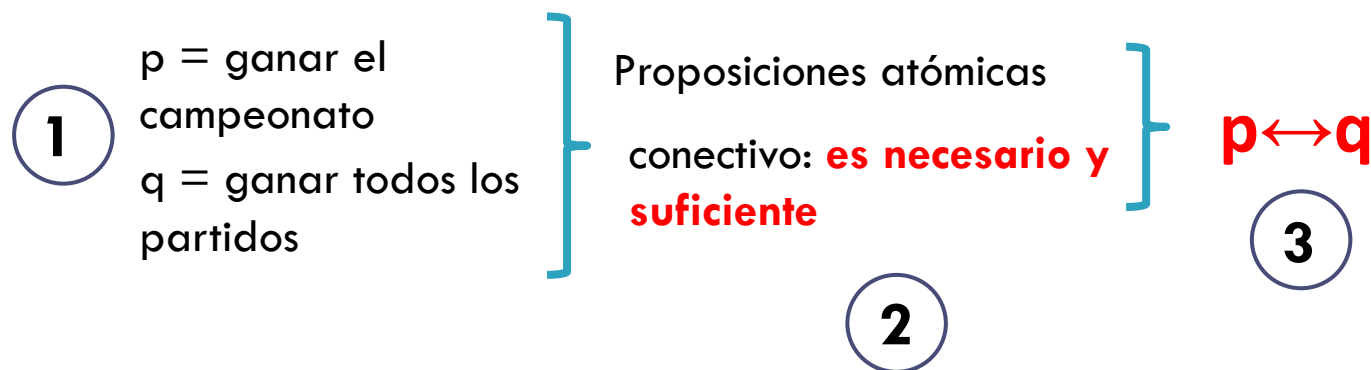 1
p = ganar el
campeonato
q = ganar todos los
partidos
Proposiciones atómicas
conectivo: es necesario y
suficiente
2
p↔q
3